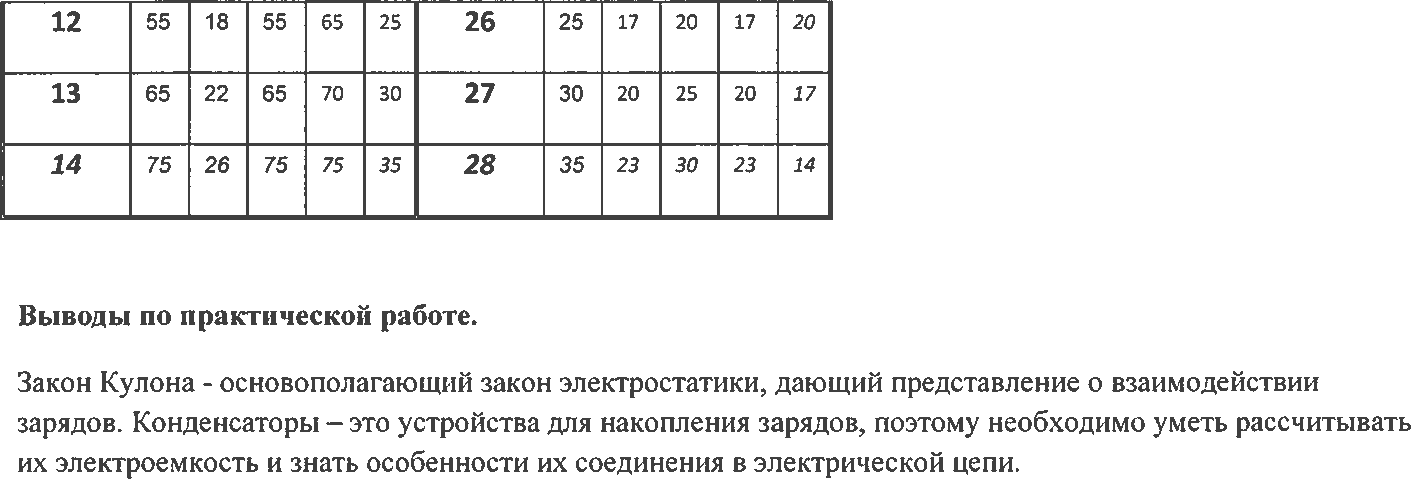 12 55 18 55 65 25 26 25 17 20 17 20
13 65 22 65 70 30 27 30 20 25 20 17
14 75 26 75 75 35 28 35 23 30 23 14
Выводы по практической работе.
Закон Кулона - основополагающий закон электростатики, дающий представление о взаимодействии
зарядов. Конденсаторы – это устройства для накопления зарядов, поэтому необходимо уметь рассчитывать
их электроемкость и знать особенности их соединения в электрической цепи.